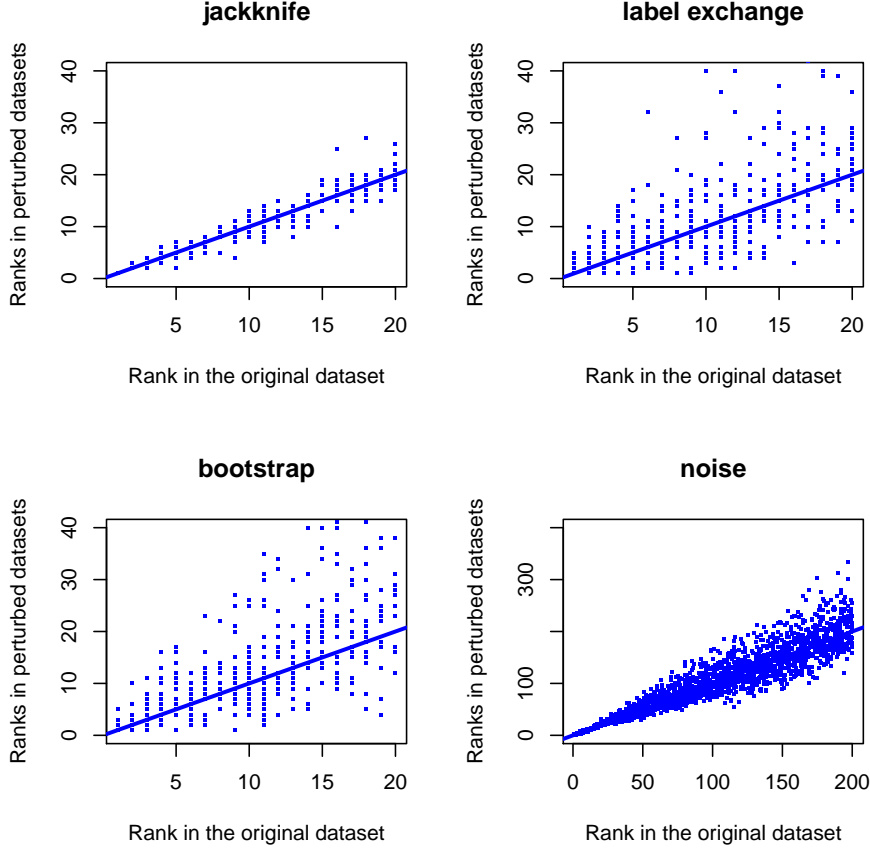 jackknife
Ranks in perturbed datasets
40
30
20
10
0
5
10
15
20
Rank in the original dataset
label exchange
Ranks in perturbed datasets
40
30
20
10
0
5
10
15
20
Rank in the original dataset
bootstrap
Ranks in perturbed datasets
40
30
20
10
0
5
10
15
20
Rank in the original dataset
noise
Ranks in perturbed datasets
300
100
0
0
50
100
150
200
Rank in the original dataset